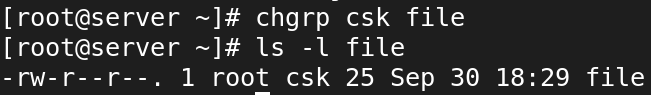 [root@server ~]# chgrp csk file
[root@server ~]# ls -l file
-rw-r--r--. 1 root csk 25 Sep 30 18:29 file